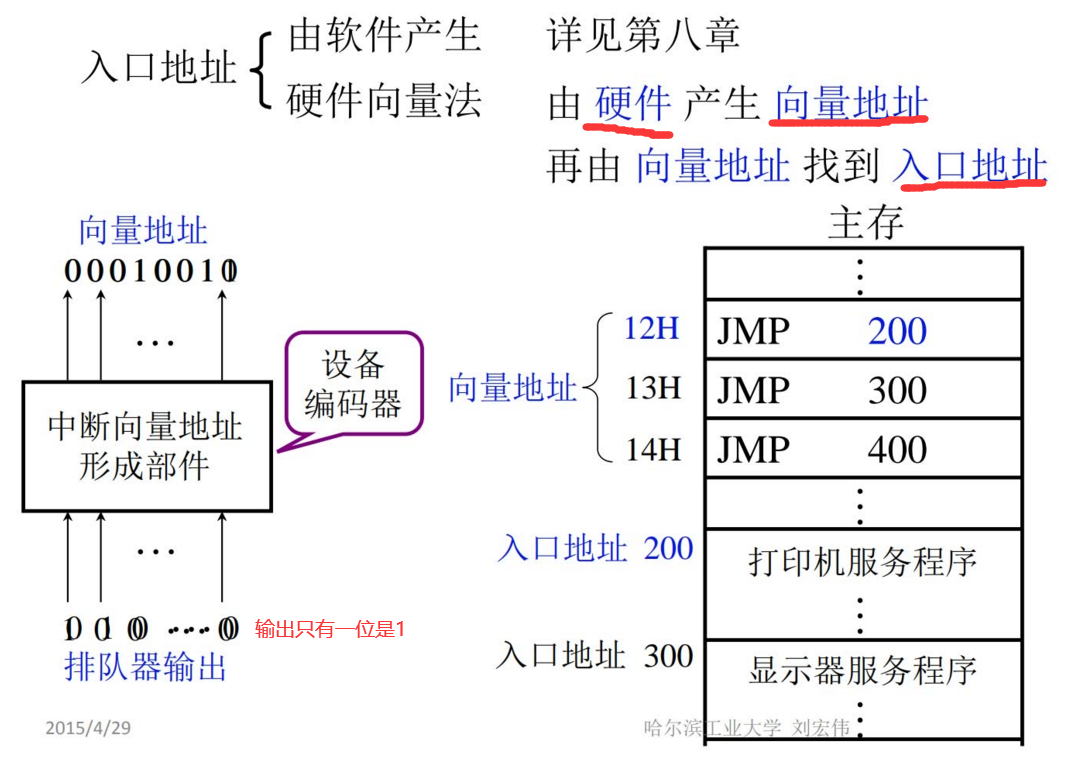 入口地址
由软件产生 详见第八章
硬件向量法 由 硬件 产生 向量地址
再由 向量地址 找到 入口地址
主存
向量地址
0001001
⋮
12H JMP 200
…
设备
编码器
向量地址
13H JMP 300
中断向量地址
形成部件
14H JMP 400
⋮
…
入口地址 200 打印机服务程序
⋮
输出只有一位是1
排队器输出
入口地址 300 显示器服务程序
⋮
2015/4/29
哈尔滨工业大学 刘宏伟